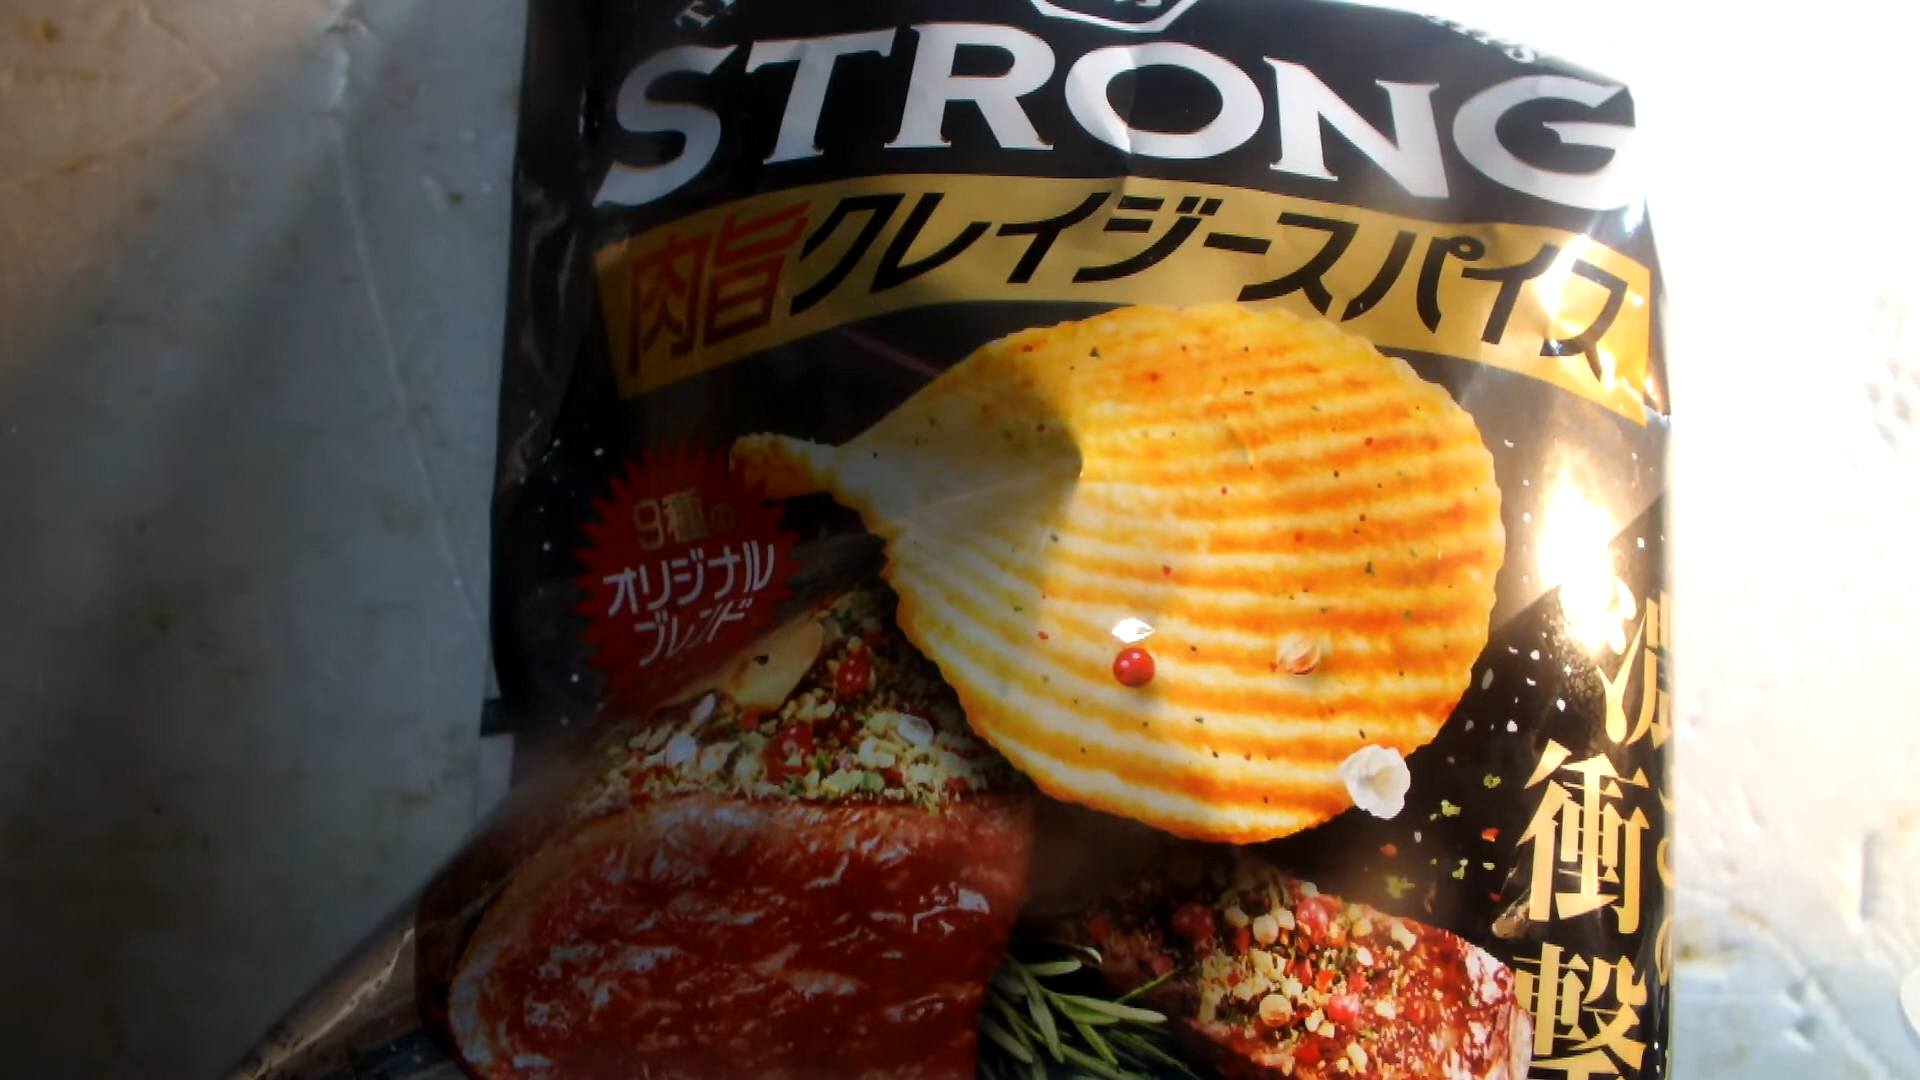 STRONG
肉旨クレイジースパイス
9種の
オリジナル
ブレンド
衝撃